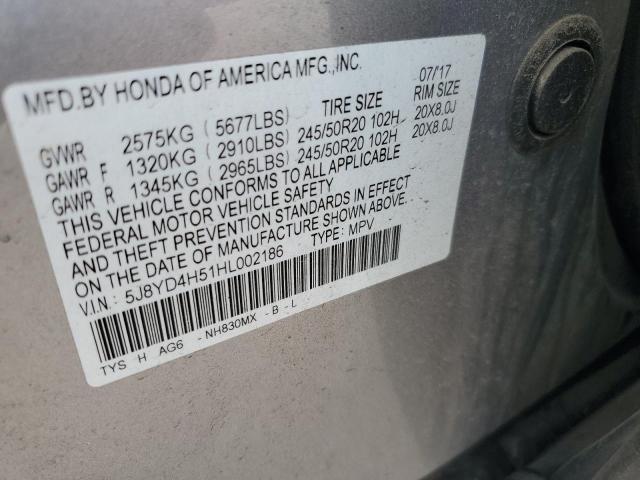 MFD.BY HONDA OF AMERICA MFG.,INC. 07/17
TIRE SIZE RIM SIZE
GVWR 2575KG (5677LBS)
GAWR F 1320KG (2910LBS) 245/50R20 102H 20X8.0J
GAWR R 1345KG (2965LBS) 245/50R20 102H 20X8.0J
THIS VEHICLE CONFORMS TO ALL APPLICABLE
FEDERAL MOTOR VEHICLE SAFETY
AND THEFT PREVENTION STANDARDS IN EFFECT
ON THE DATE OF MANUFACTURE SHOWN ABOVE.
V.I.N: 5J8YD4H51HL002186 TYPE: MPV
TYS H AG6 -NH830MX -B -L